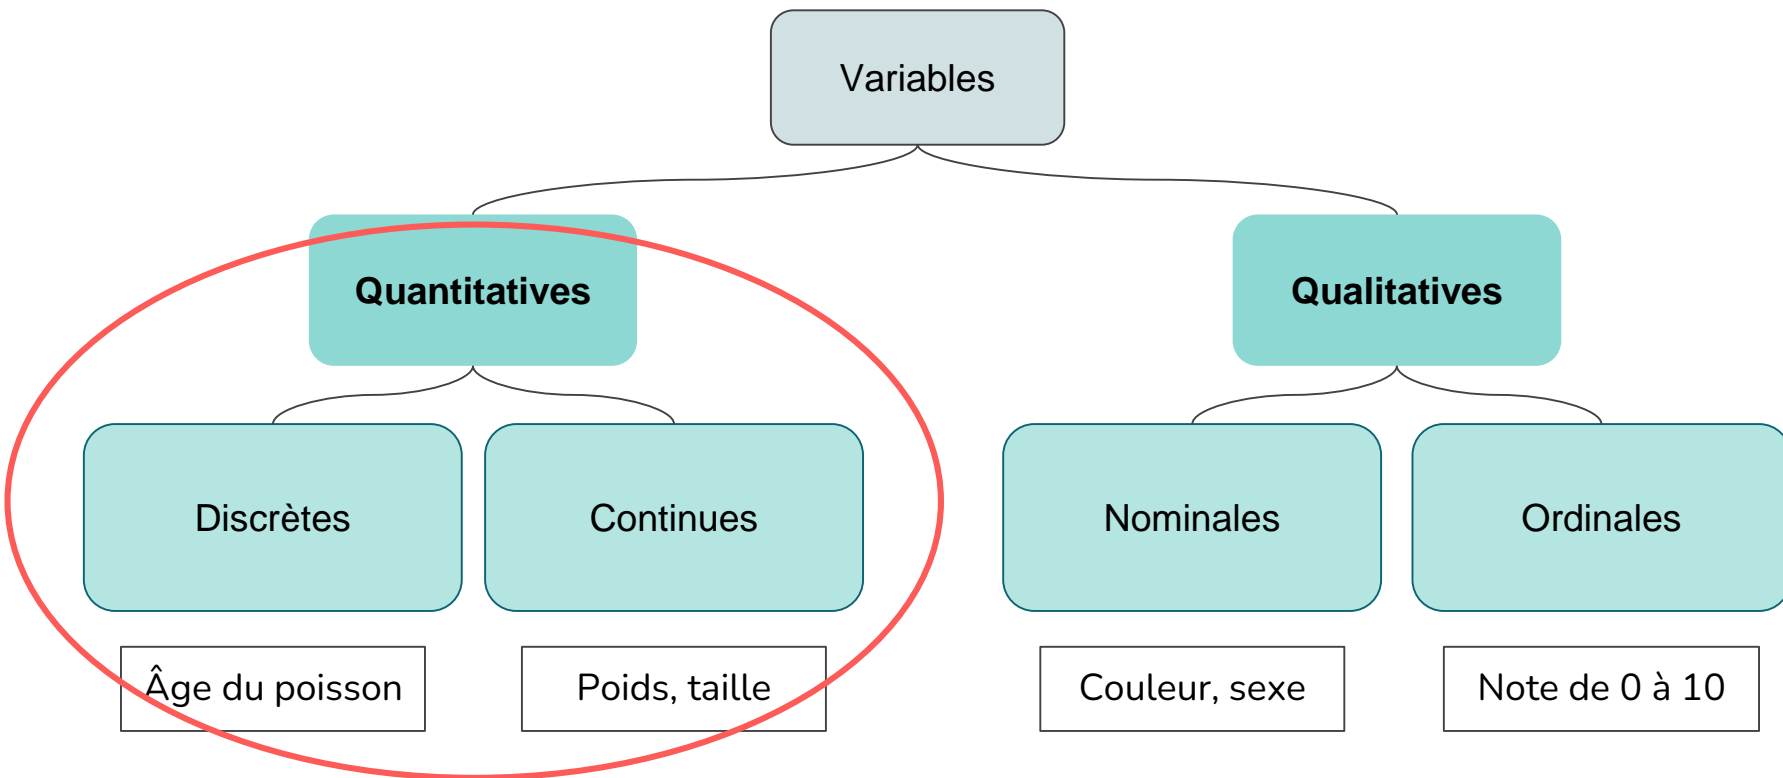 Variables
Quantitatives
Qualitatives
Discrètes
Continues
Nominales
Ordinales
Âge du poisson
Poids, taille
Couleur, sexe
Note de 0 à 10